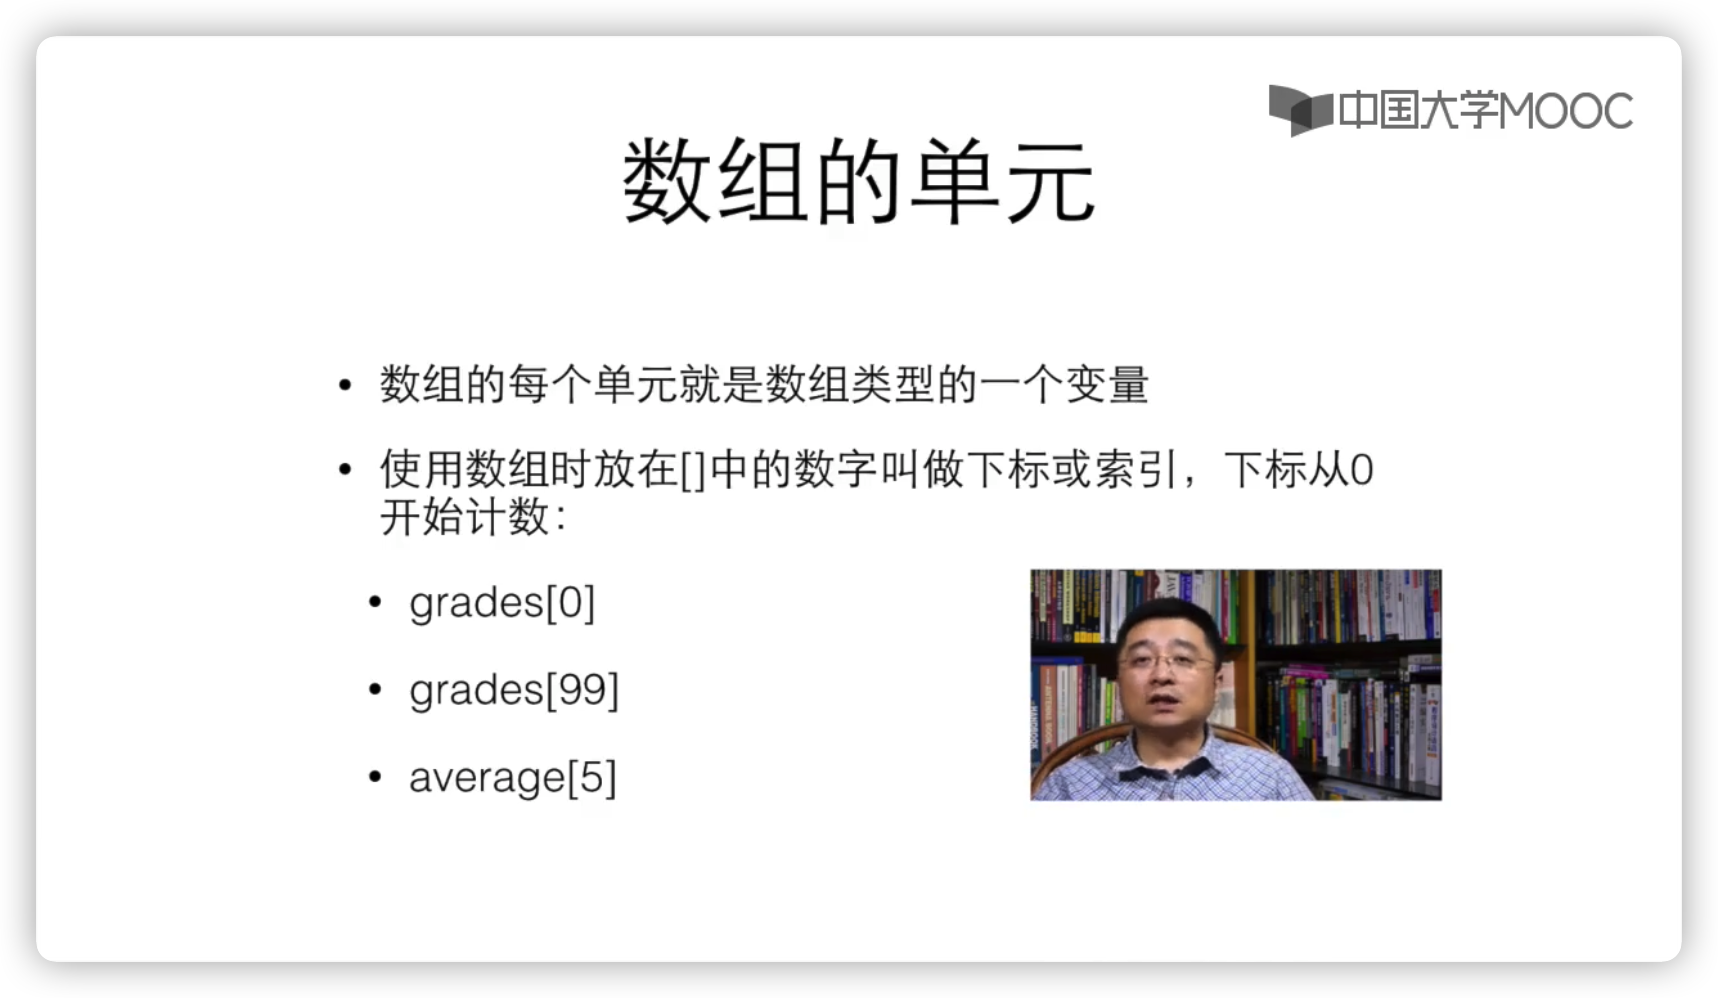 中国大学MOOC
数组的单元
• 数组的每个单元就是数组类型的一个变量
• 使用数组时放在[]中的数字叫做下标或索引，下标从0
开始计数：
• grades[0]
• grades[99]
• average[5]